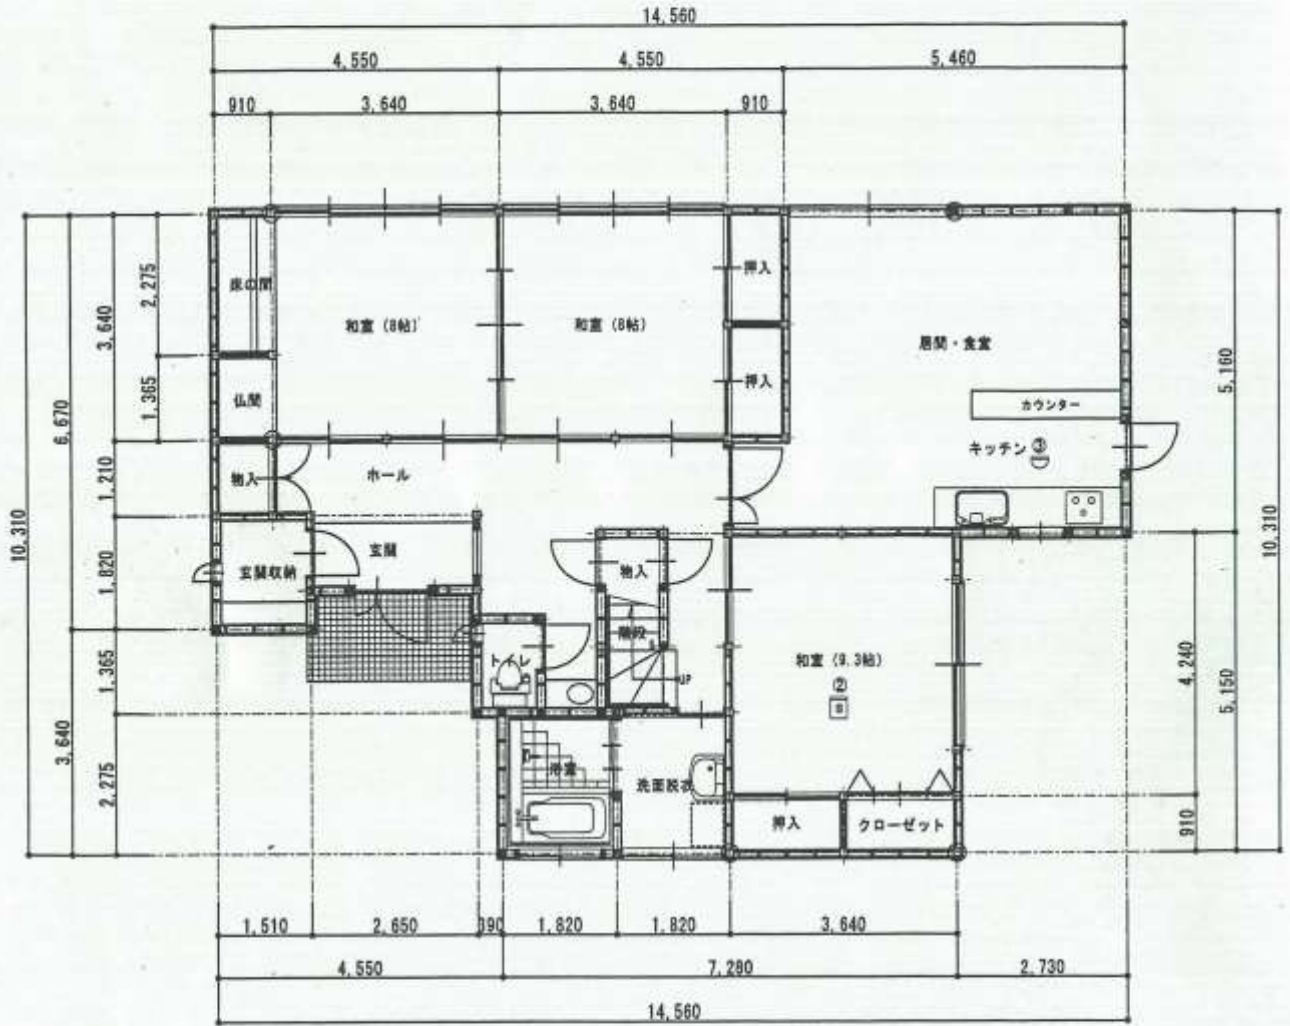 14,560
4,550
4,550
5,460
910
3,640
3,640
910
10,310
6,670
3,640
3,640
1,210
1,820
1,365
2,275
2,275
1,365
床の間
仏間
和室(8帖)
和室(8帖)
押入
押入
居間・食堂
カウンター
キッチン ③
物入
ホール
玄関
玄関収納
物入
階段
UP
トイレ
和室(9.3帖)
②
浴室
洗面脱衣
押入
クローゼット
5,160
5,150
4,240
910
10,310
1,510
2,650
390
1,820
1,820
3,640
4,550
7,280
2,730
14,560